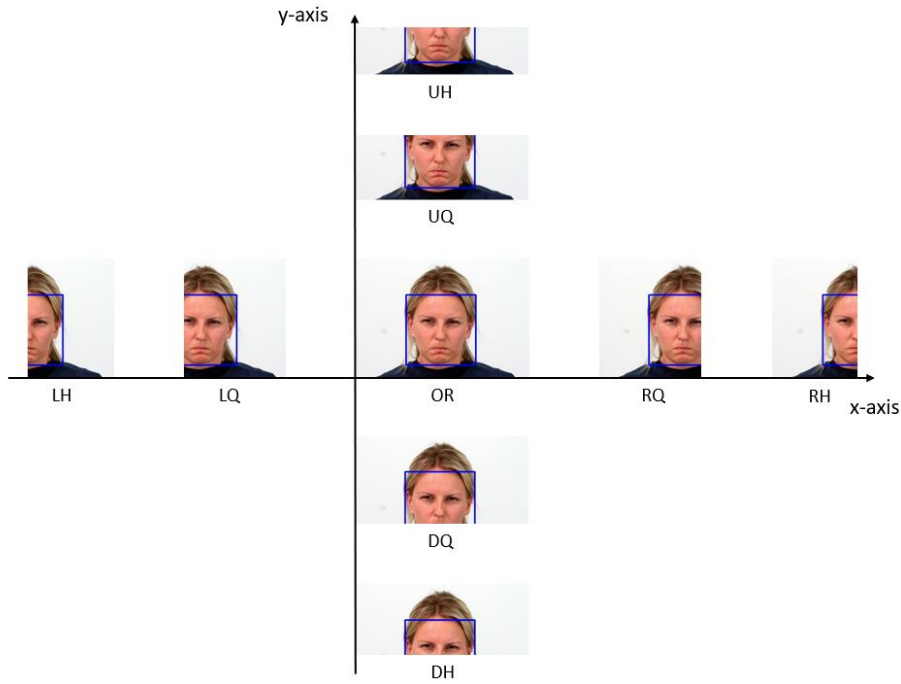 y-axis
UH
UQ
LH
LQ
OR
RQ
RH
x-axis
DQ
DH